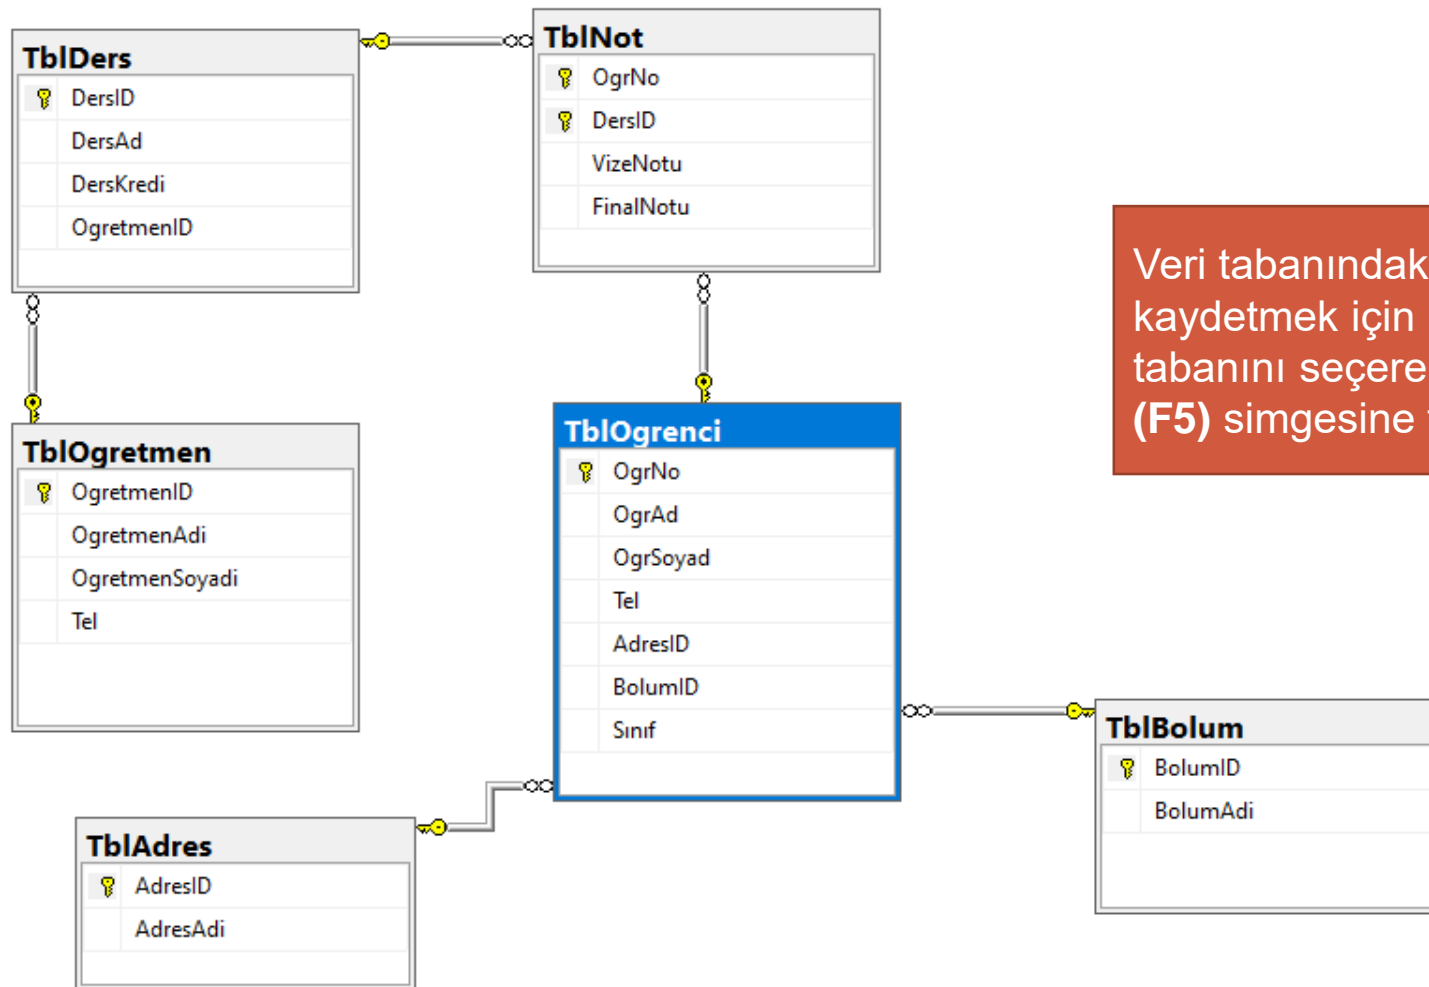 TblDers
DersID
DersAd
DersKredi
OgretmenID
TblNot
OgrNo
DersID
VizeNotu
FinalNotu
Veri tabanındak
kaydetmek için
tabanını seçere
(F5) simgesine
TblOgretmen
OgretmenID
OgretmenAdi
OgretmenSoyadi
Tel
TblOgrenci
OgrNo
OgrAd
OgrSoyad
Tel
AdresID
BolumID
Sınıf
TblBolum
BolumID
BolumAdi
TblAdres
AdresID
AdresAdi